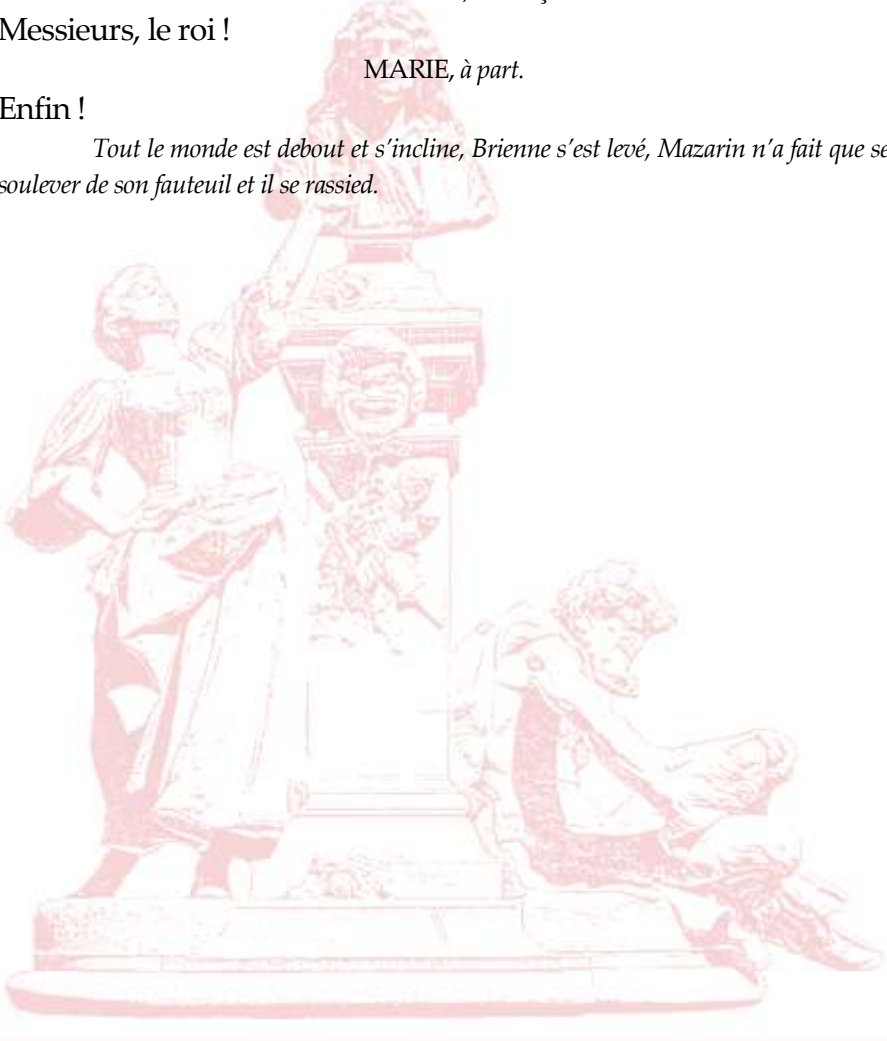 Messieurs, le roi !
MARIE, à part.
Enfin !
Tout le monde est debout et s’incline, Brienne s’est levé, Mazarin n’a fait que se
soulever de son fauteuil et il se rassied.